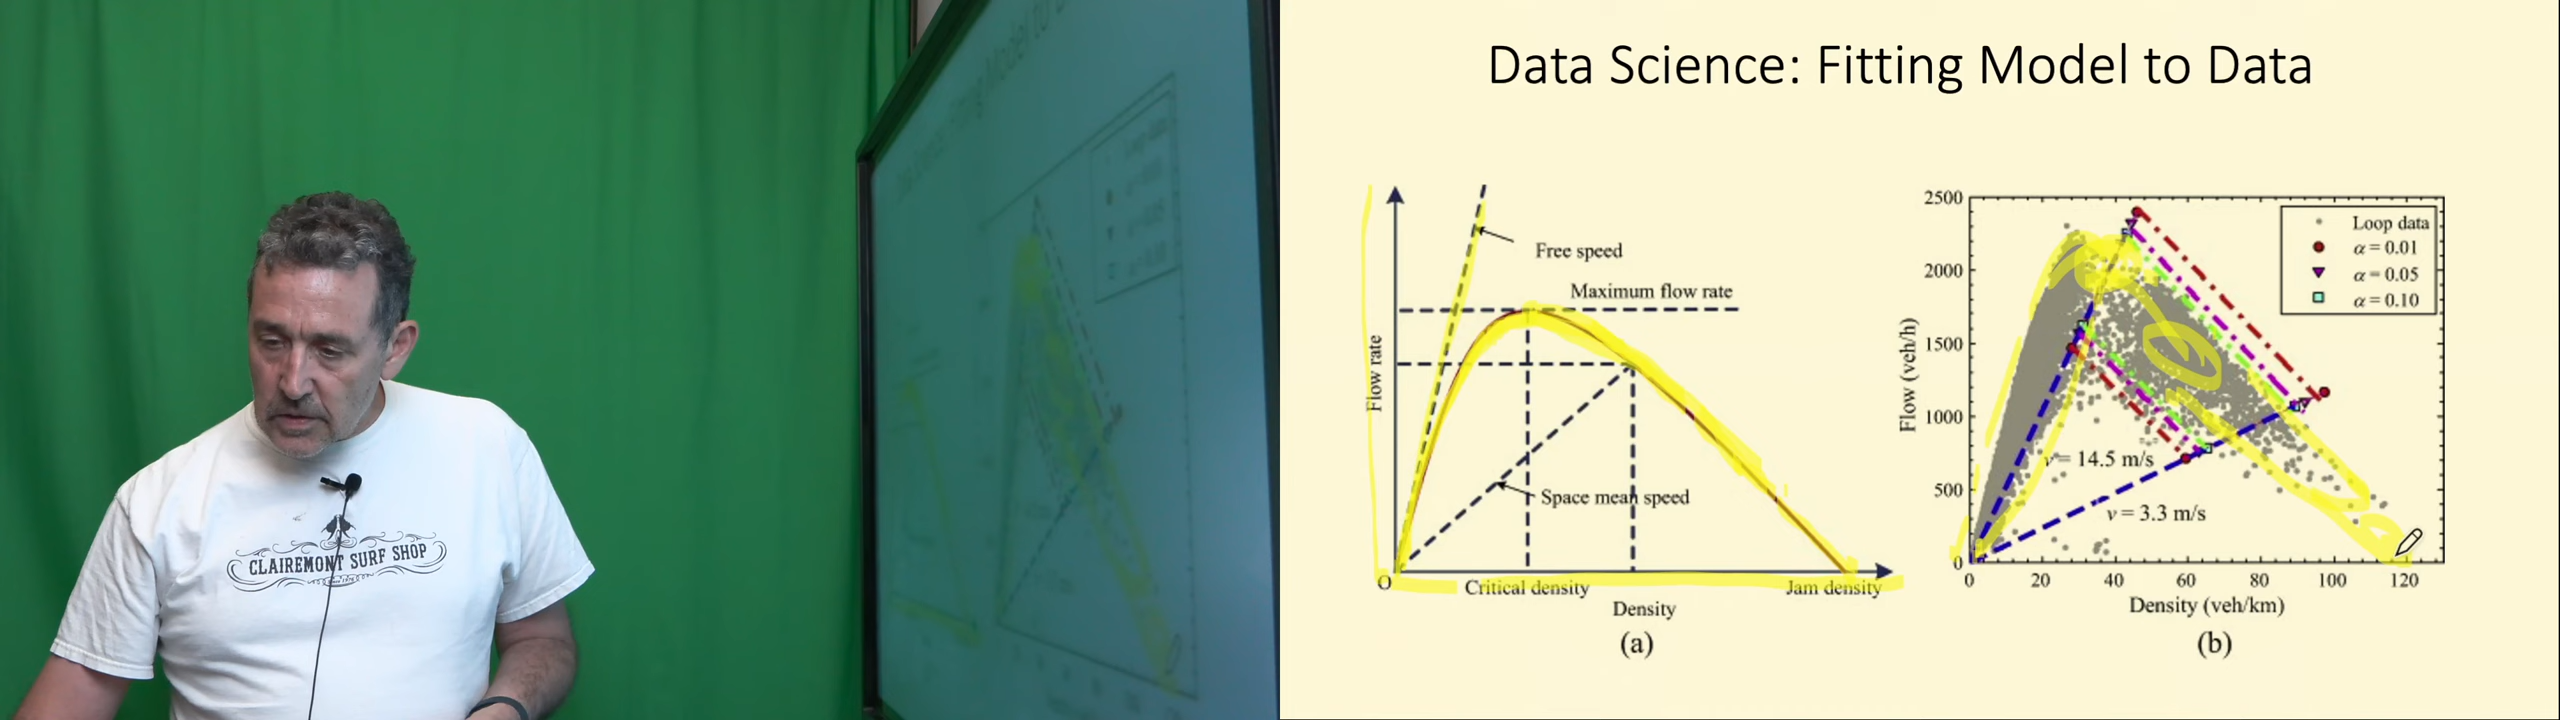 CLAIREMONT SURF SHOP
Data Science: Fitting Model to Data
Free speed
Maximum flow rate
Flow rate
Space mean speed
O
Critical density
Jam density
Density
(a)
2500
2000
1500
1000
500
0
Flow (veh/h)
Loop data
α = 0.01
α = 0.05
α = 0.10
v = 14.5 m/s
v = 3.3 m/s
0 20 40 60 80 100 120
Density (veh/km)
(b)